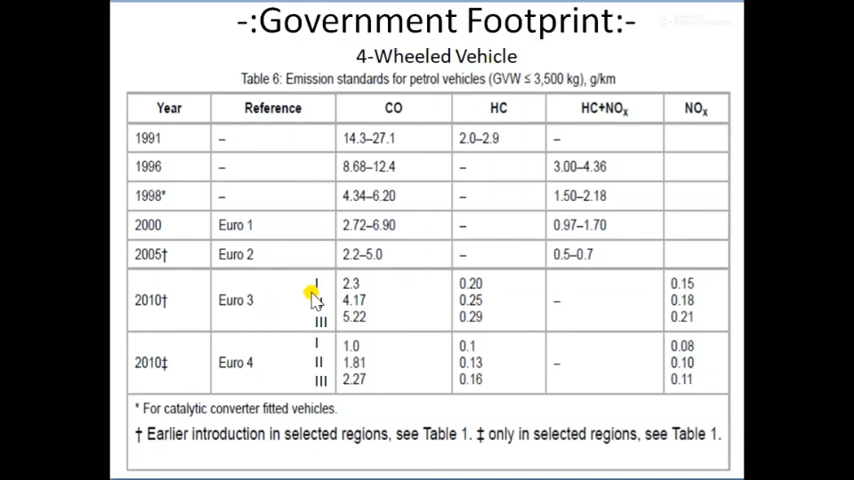 -:Government Footprint:-
4-Wheeled Vehicle
Table 6: Emission standards for petrol vehicles (GVW ≤ 3,500 kg), g/km
Year Reference CO HC HC+NOx NOx
1991 – 14.3–27.1 2.0–2.9 –
1996 – 8.68–12.4 – 3.00–4.36
1998* – 4.34–6.20 – 1.50–2.18
2000 Euro 1 2.72–6.90 – 0.97–1.70
2005† Euro 2 2.2–5.0 – 0.5–0.7
I 2.3 0.20 0.15
2010† Euro 3 4.17 0.25 – 0.18
III 5.22 0.29 0.21
I 1.0 0.1 0.08
2010‡ Euro 4 II 1.81 0.13 – 0.10
III 2.27 0.16 0.11
* For catalytic converter fitted vehicles.
† Earlier introduction in selected regions, see Table 1. ‡ only in selected regions, see Table 1.